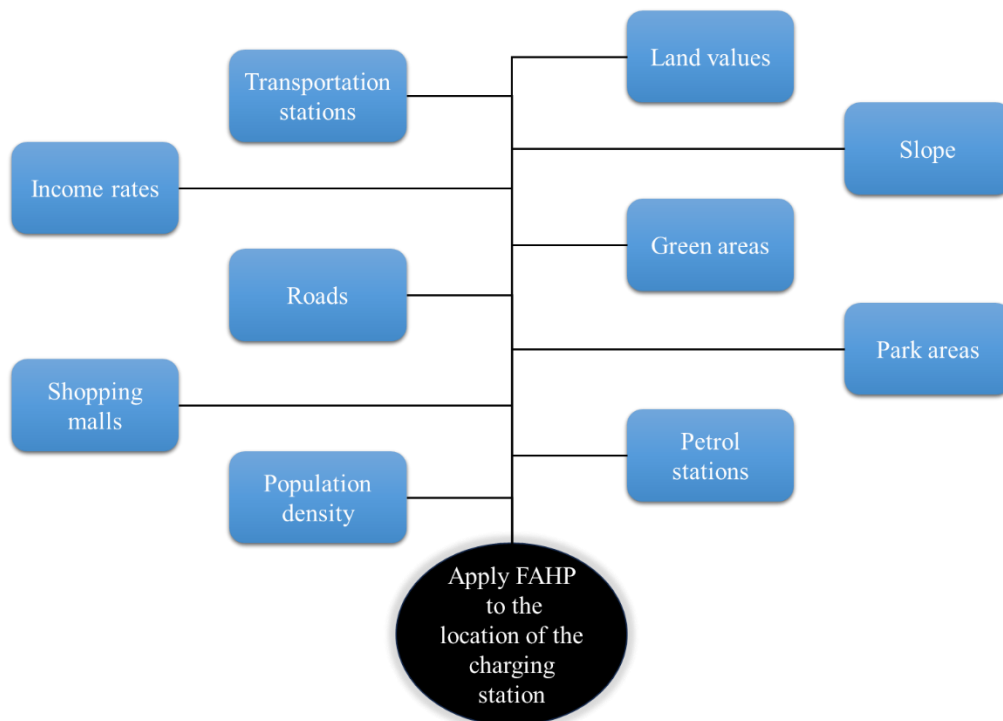 Land values
Transportation
stations
Slope
Income rates
Green areas
Roads
Park areas
Shopping
malls
Petrol
stations
Population
density
Apply FAHP
to the
location of the
charging
station